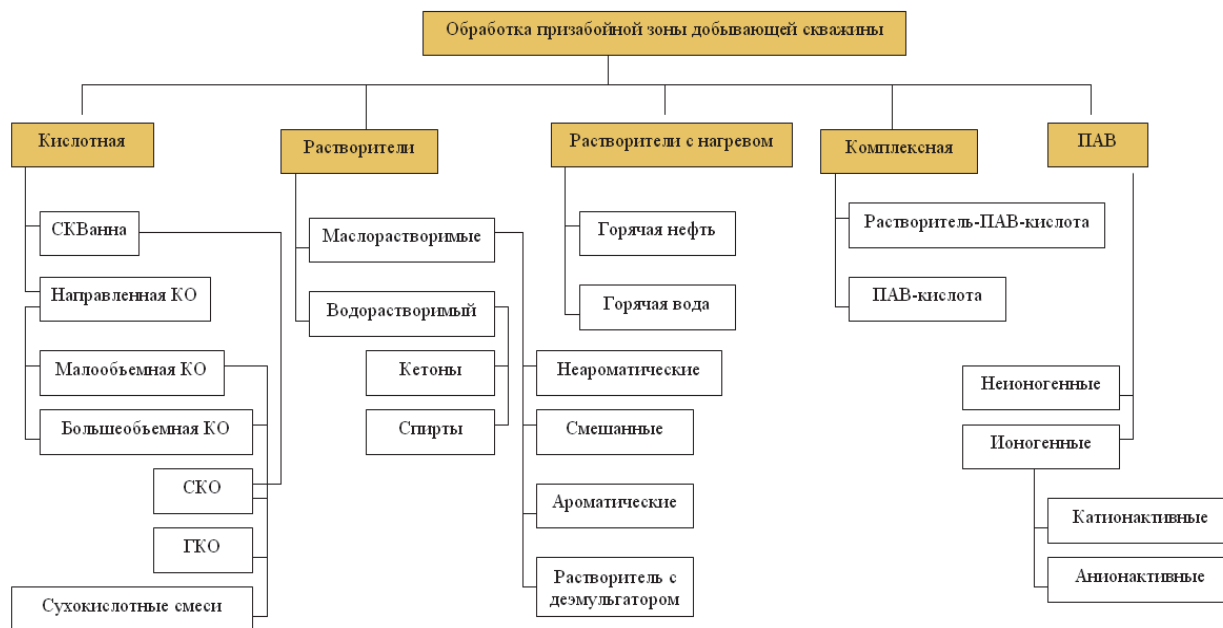 Обработка призабойной зоны добывающей скважины
Кислотная
Растворители
Растворители с нагревом
Комплексная
ПАВ
СКВанна
Маслорастворимые
Горячая нефть
Растворитель-ПАВ-кислота
Направленная КО
Водорастворимый
Горячая вода
ПАВ-кислота
Малообьемная КО
Кетоны
Неароматические
Неионогенные
Большеобьемная КО
Спирты
Смешанные
Ионогенные
СКО
Ароматические
Катионактивные
ГКО
Растворитель с
деэмульгатором
Анионактивные
Сухокислотные смеси